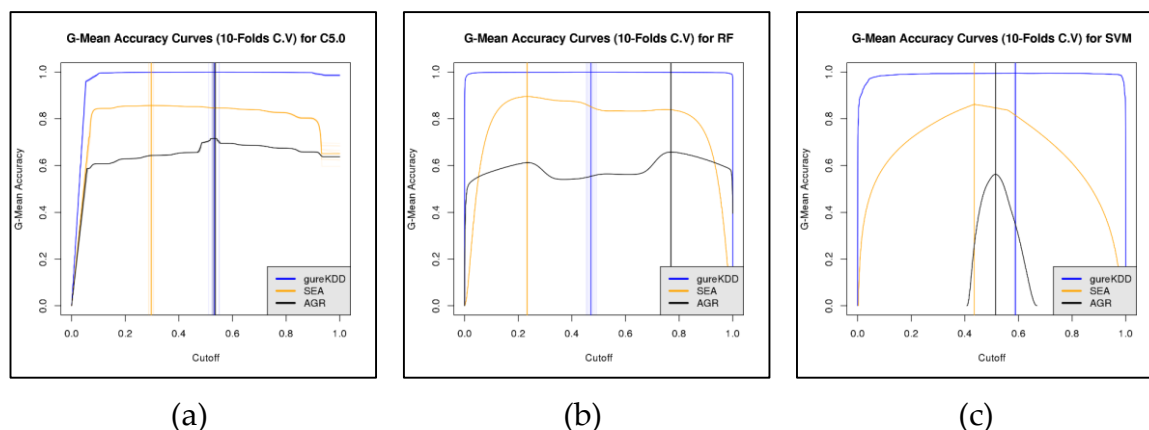 G-Mean Accuracy Curves (10-Folds C.V) for C5.0
G-Mean Accuracy
1.0
0.8
0.6
0.4
0.2
0.0
0.0 0.2 0.4 0.6 0.8 1.0
Cutoff
gureKDD
SEA
AGR
(a)
G-Mean Accuracy Curves (10-Folds C.V) for RF
G-Mean Accuracy
1.0
0.8
0.6
0.4
0.2
0.0
0.0 0.2 0.4 0.6 0.8 1.0
Cutoff
gureKDD
SEA
AGR
(b)
G-Mean Accuracy Curves (10-Folds C.V) for SVM
G-Mean Accuracy
1.0
0.8
0.6
0.4
0.2
0.0
0.0 0.2 0.4 0.6 0.8 1.0
Cutoff
gureKDD
SEA
AGR
(c)